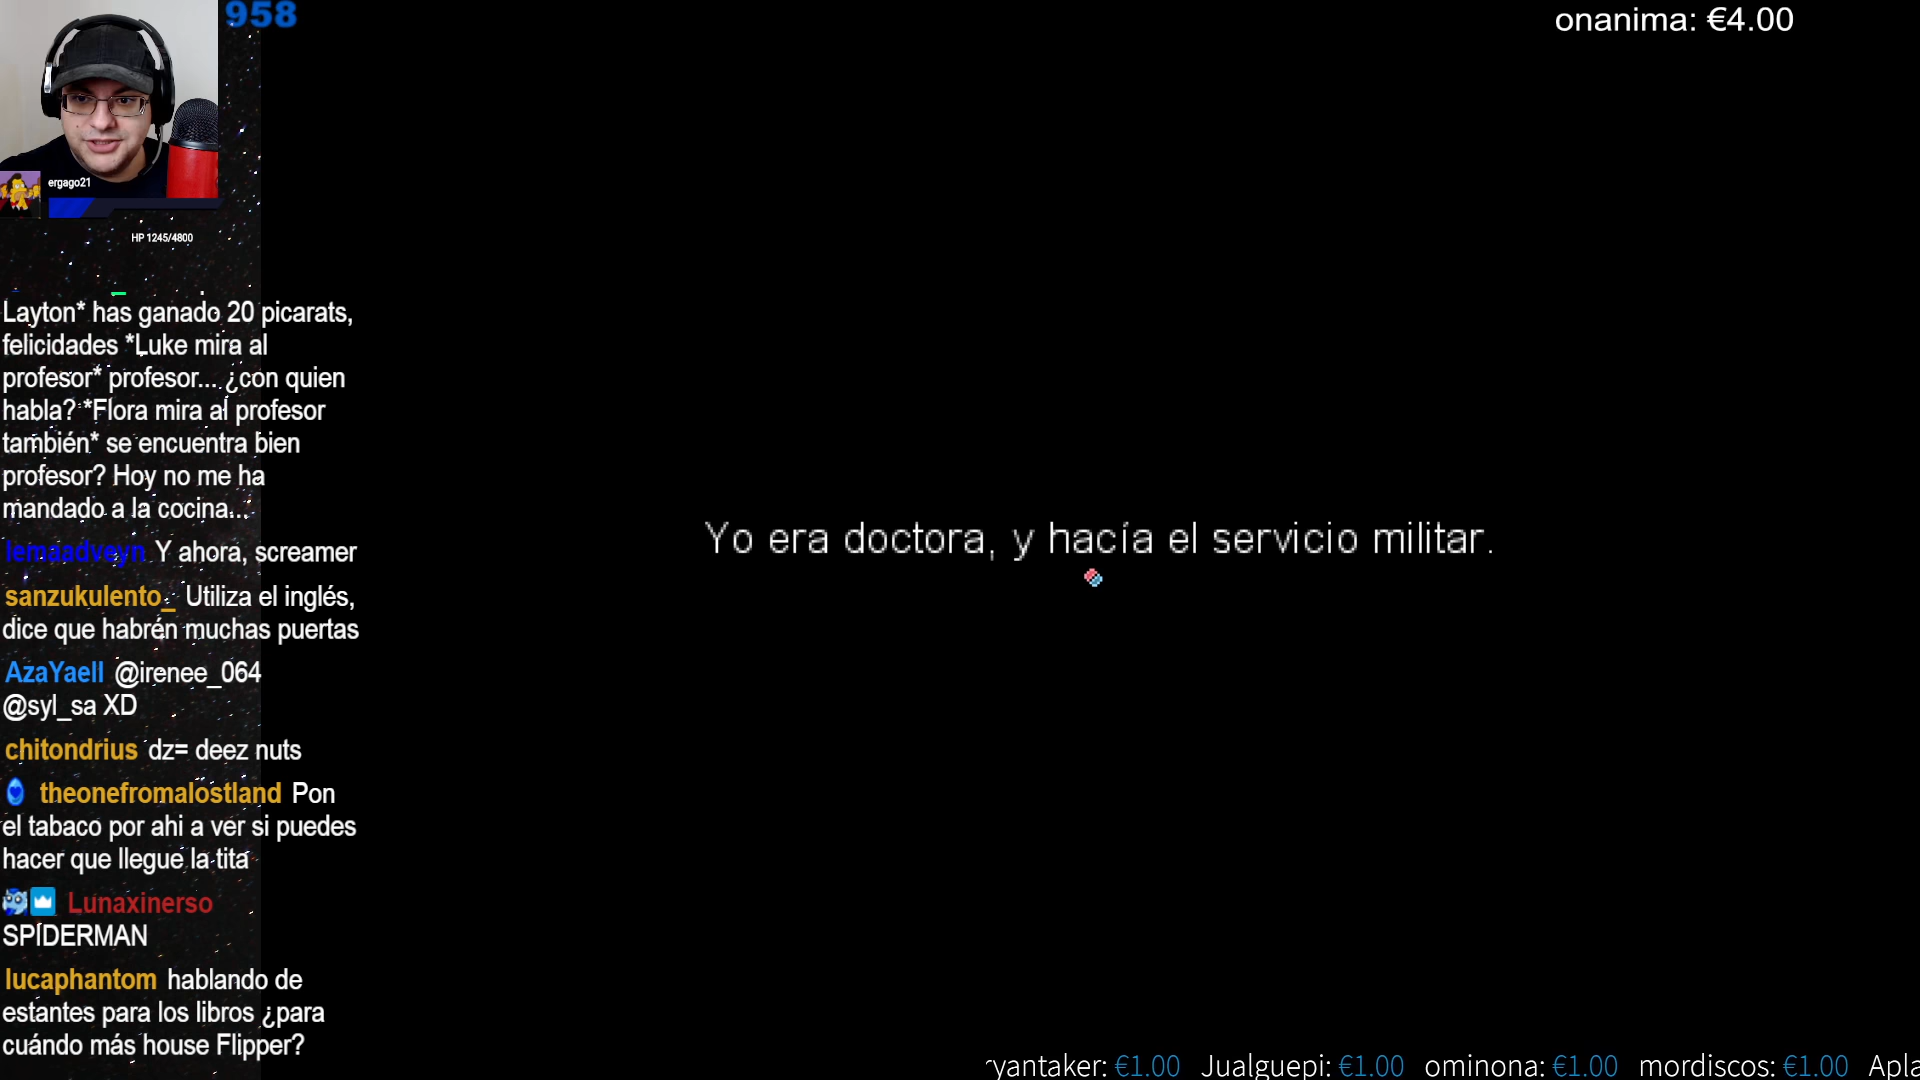 958
onanima: €4.00
ergago21
HP 1245/4800
Layton* has ganado 20 picarats,
felicidades *Luke mira al
profesor* profesor... ¿con quien
habla? *Flora mira al profesor
también* se encuentra bien
profesor? Hoy no me ha
mandado a la cocina...
lemaadveyn Y ahora, screamer
sanzukulento_ Utiliza el inglés,
dice que habrén muchas puertas
AzaYaell @irenee_064
@syl_sa XD
chitondrius dz= deez nuts
theonefromalostland Pon
el tabaco por ahi a ver si puedes
hacer que llegue la tita
Lunaxinerso
SPÍDERMAN
lucaphantom hablando de
estantes para los libros ¿para
cuándo más house Flipper?
Yo era doctora, y hacía el servicio militar.
ryantaker: €1.00 Jualguepi: €1.00 ominona: €1.00 mordiscos: €1.00 Apla